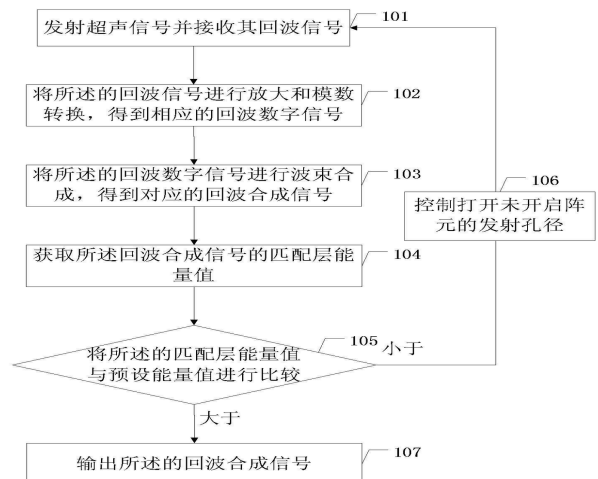 发射超声信号并接收其回波信号
101
将所述的回波信号进行放大和模数
转换，得到相应的回波数字信号
102
将所述的回波数字信号进行波束合
成，得到对应的回波合成信号
103
106
控制打开未开启阵
元的发射孔径
获取所述回波合成信号的匹配层能
量值
104
105
小于
将所述的匹配层能量值
与预设能量值进行比较
大于
输出所述的回波合成信号
107